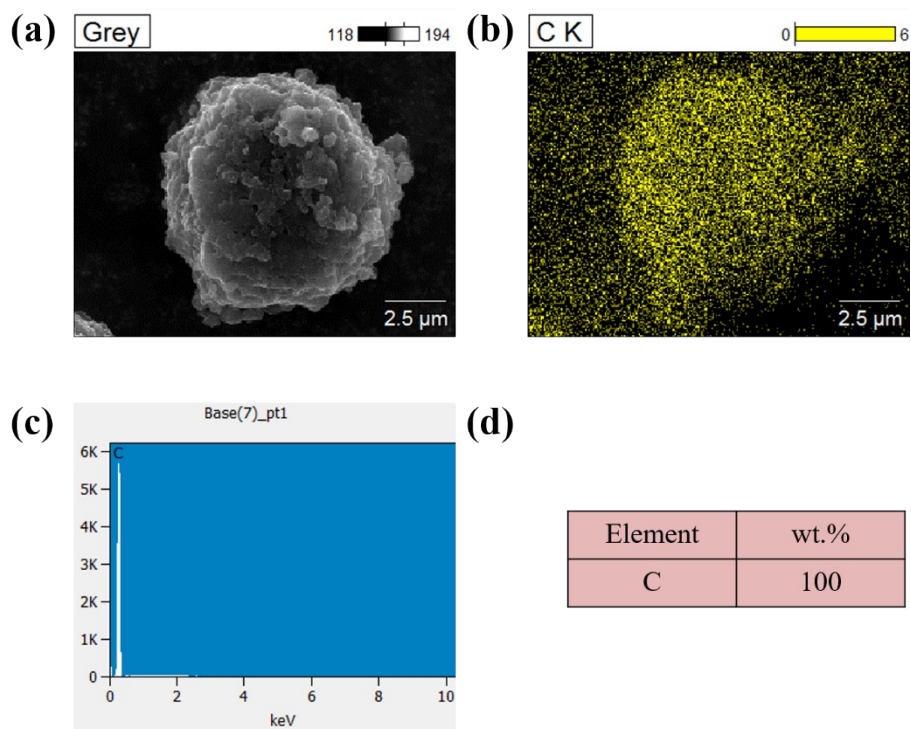 (a) Grey 118 194
2.5 µm
(b) C K 0 6
2.5 µm
(c) Base(7)_pt1
C
6K
5K
4K
3K
2K
1K
0
0 2 4 6 8 10
keV
(d)
Element wt.%
C 100